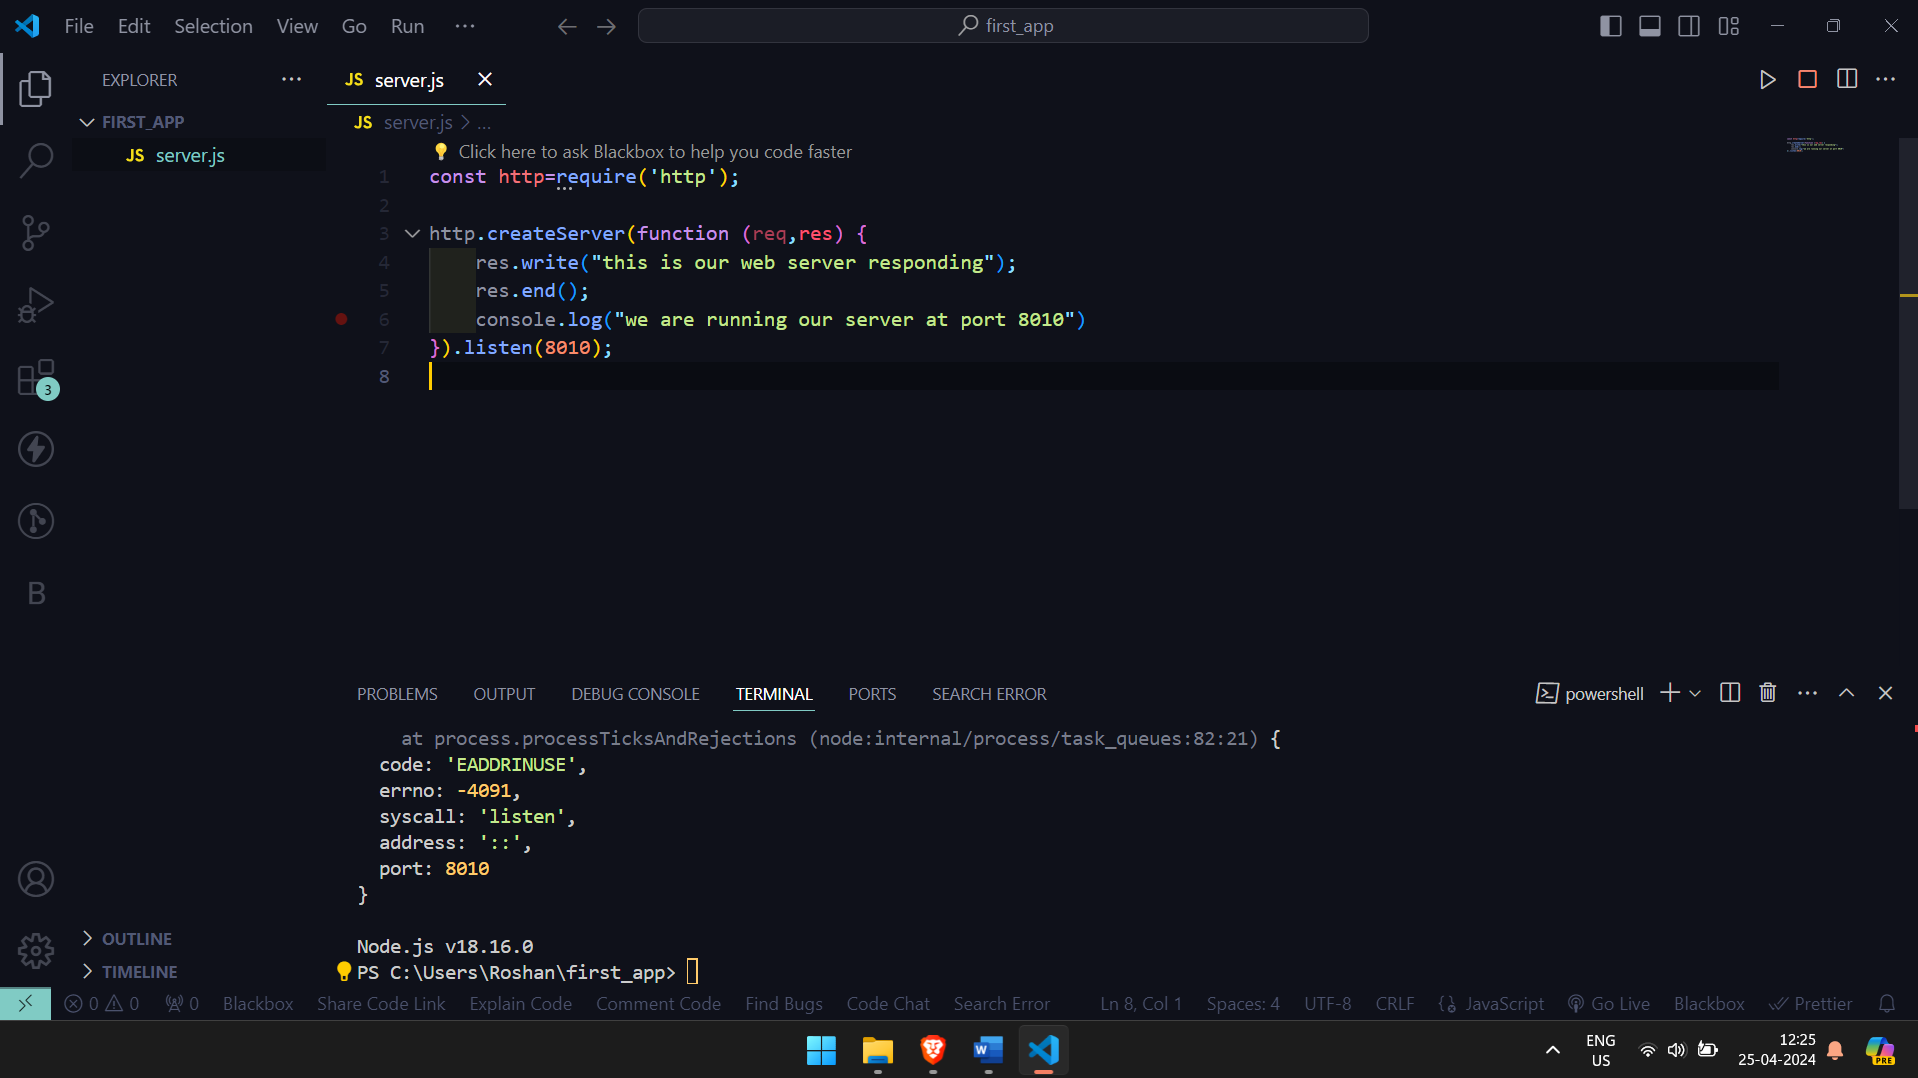 File Edit Selection View Go Run ··· first_app
EXPLORER ···
JS server.js
FIRST_APP
JS server.js > ...
JS server.js
Click here to ask Blackbox to help you code faster
1 const http=require('http');
2
3 http.createServer(function (req,res) {
4 res.write("this is our web server responding");
5 res.end();
6 console.log("we are running our server at port 8010")
7 }).listen(8010);
8
3
B
PROBLEMS OUTPUT DEBUG CONSOLE TERMINAL PORTS SEARCH ERROR powershell
at process.processTicksAndRejections (node:internal/process/task_queues:82:21) {
code: 'EADDRINUSE',
errno: -4091,
syscall: 'listen',
address: '::',
port: 8010
}
Node.js v18.16.0
PS C:\Users\Roshan\first_app>
OUTLINE
TIMELINE
0 0 0 Blackbox Share Code Link Explain Code Comment Code Find Bugs Code Chat Search Error Ln 8, Col 1 Spaces: 4 UTF-8 CRLF JavaScript Go Live Blackbox Prettier
W
ENG
US
12:25
25-04-2024
PRE